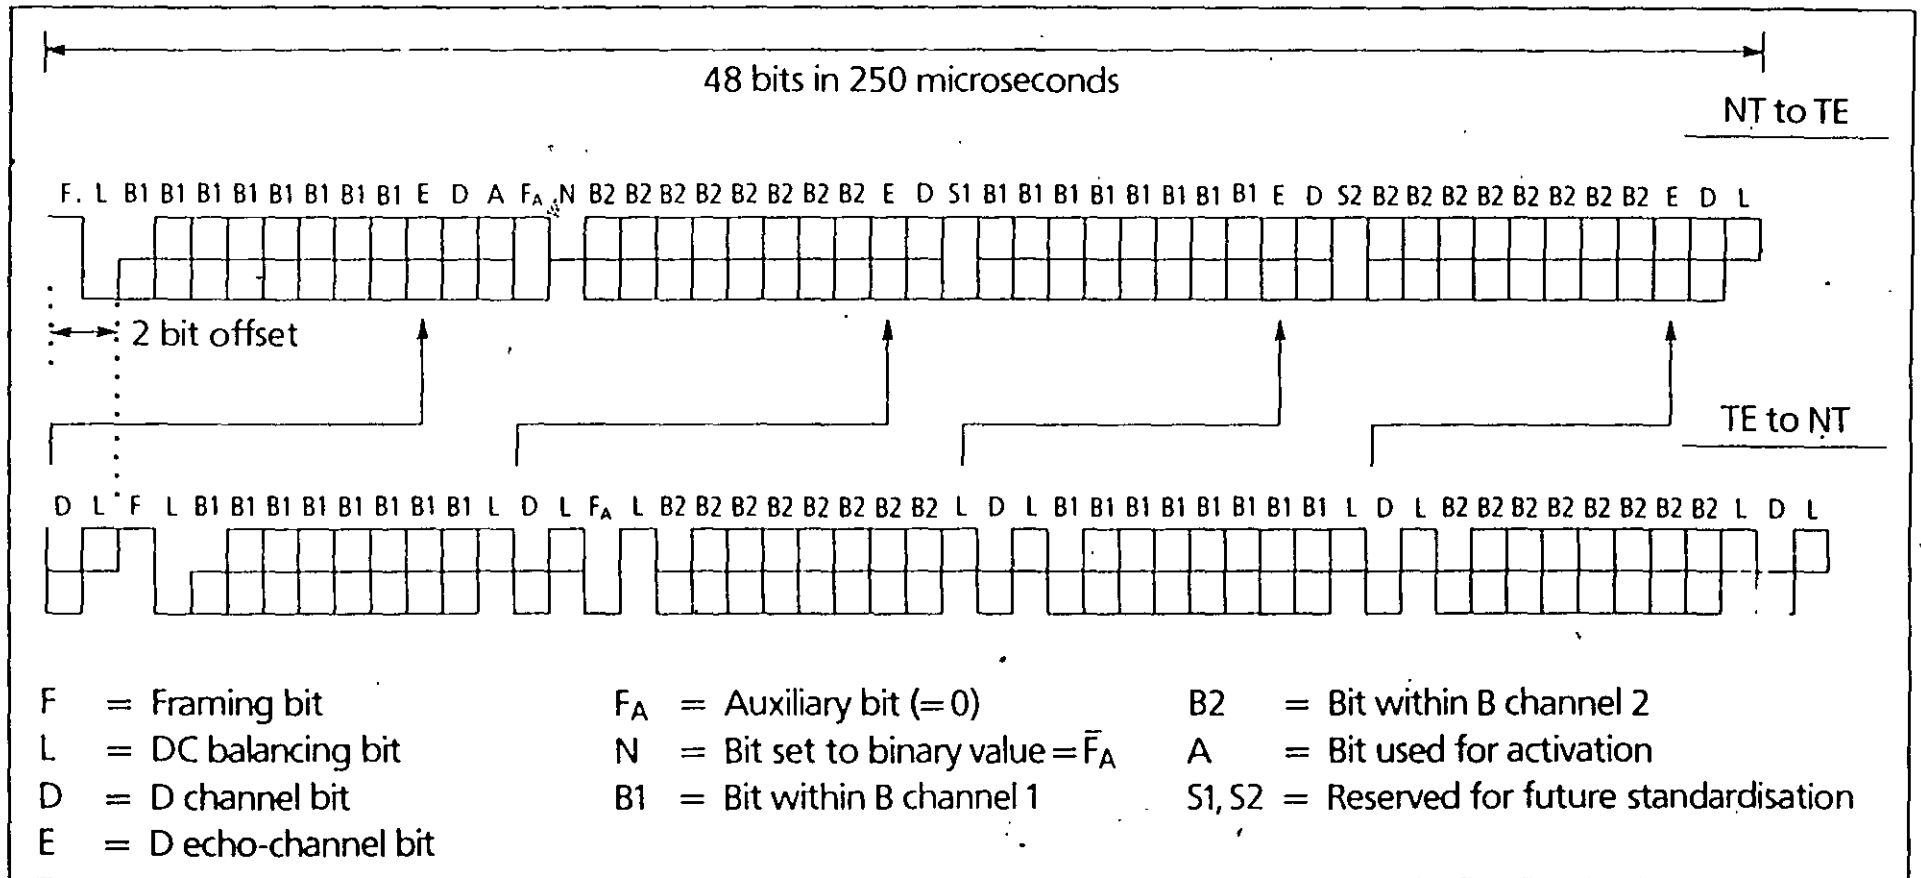 48 bits in 250 microseconds
NT to TE
F. L B1 B1 B1 B1 B1 B1 B1 B1 E D A FA N B2 B2 B2 B2 B2 B2 B2 B2 E D S1 B1 B1 B1 B1 B1 B1 B1 B1 E D S2 B2 B2 B2 B2 B2 B2 B2 B2 E D L
2 bit offset
TE to NT
D L F L B1 B1 B1 B1 B1 B1 B1 B1 L D L FA L B2 B2 B2 B2 B2 B2 B2 B2 L D L B1 B1 B1 B1 B1 B1 B1 B1 L D L B2 B2 B2 B2 B2 B2 B2 B2 L D L
F = Framing bit FA = Auxiliary bit (=0) B2 = Bit within B channel 2
L = DC balancing bit N = Bit set to binary value = F̄A A = Bit used for activation
D = D channel bit B1 = Bit within B channel 1 S1, S2 = Reserved for future standardisation
E = D echo-channel bit